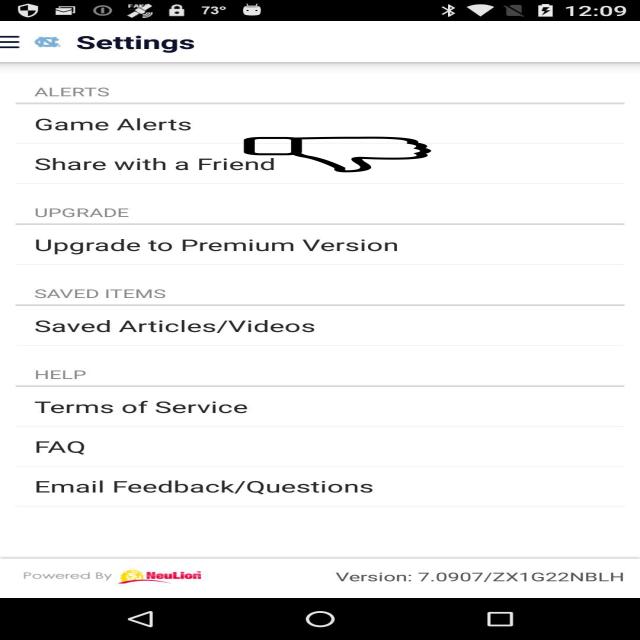 73° 12:09
Settings
ALERTS
Game Alerts
Share with a Friend
UPGRADE
Upgrade to Premium Version
SAVED ITEMS
Saved Articles/Videos
HELP
Terms of Service
FAQ
Email Feedback/Questions
Powered By NeuLion Version: 7.0907/ZX1G22NBLH